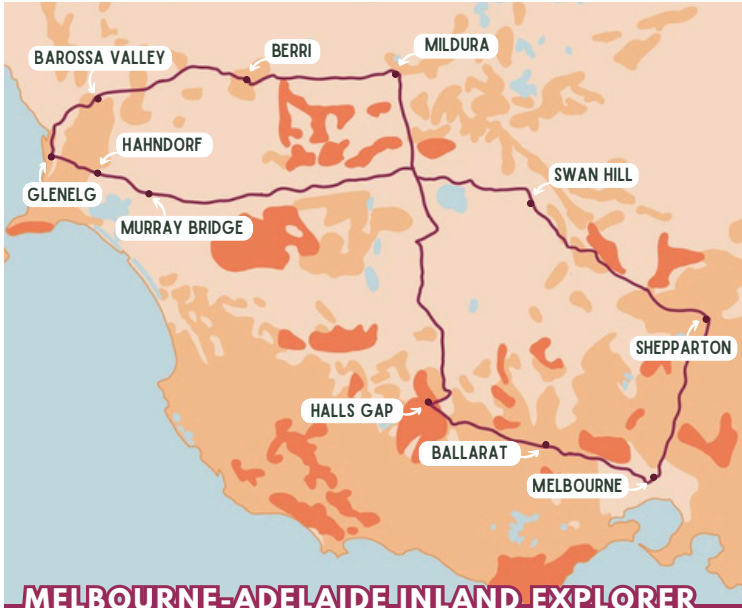 BERRI
MILDURA
BAROSSA VALLEY
HAHNDORF
SWAN HILL
GLENELG
MURRAY BRIDGE
SHEPPARTON
HALLS GAP
BALLARAT
MELBOURNE
MELBOURNE-ADELAIDE INLAND EXPLORER